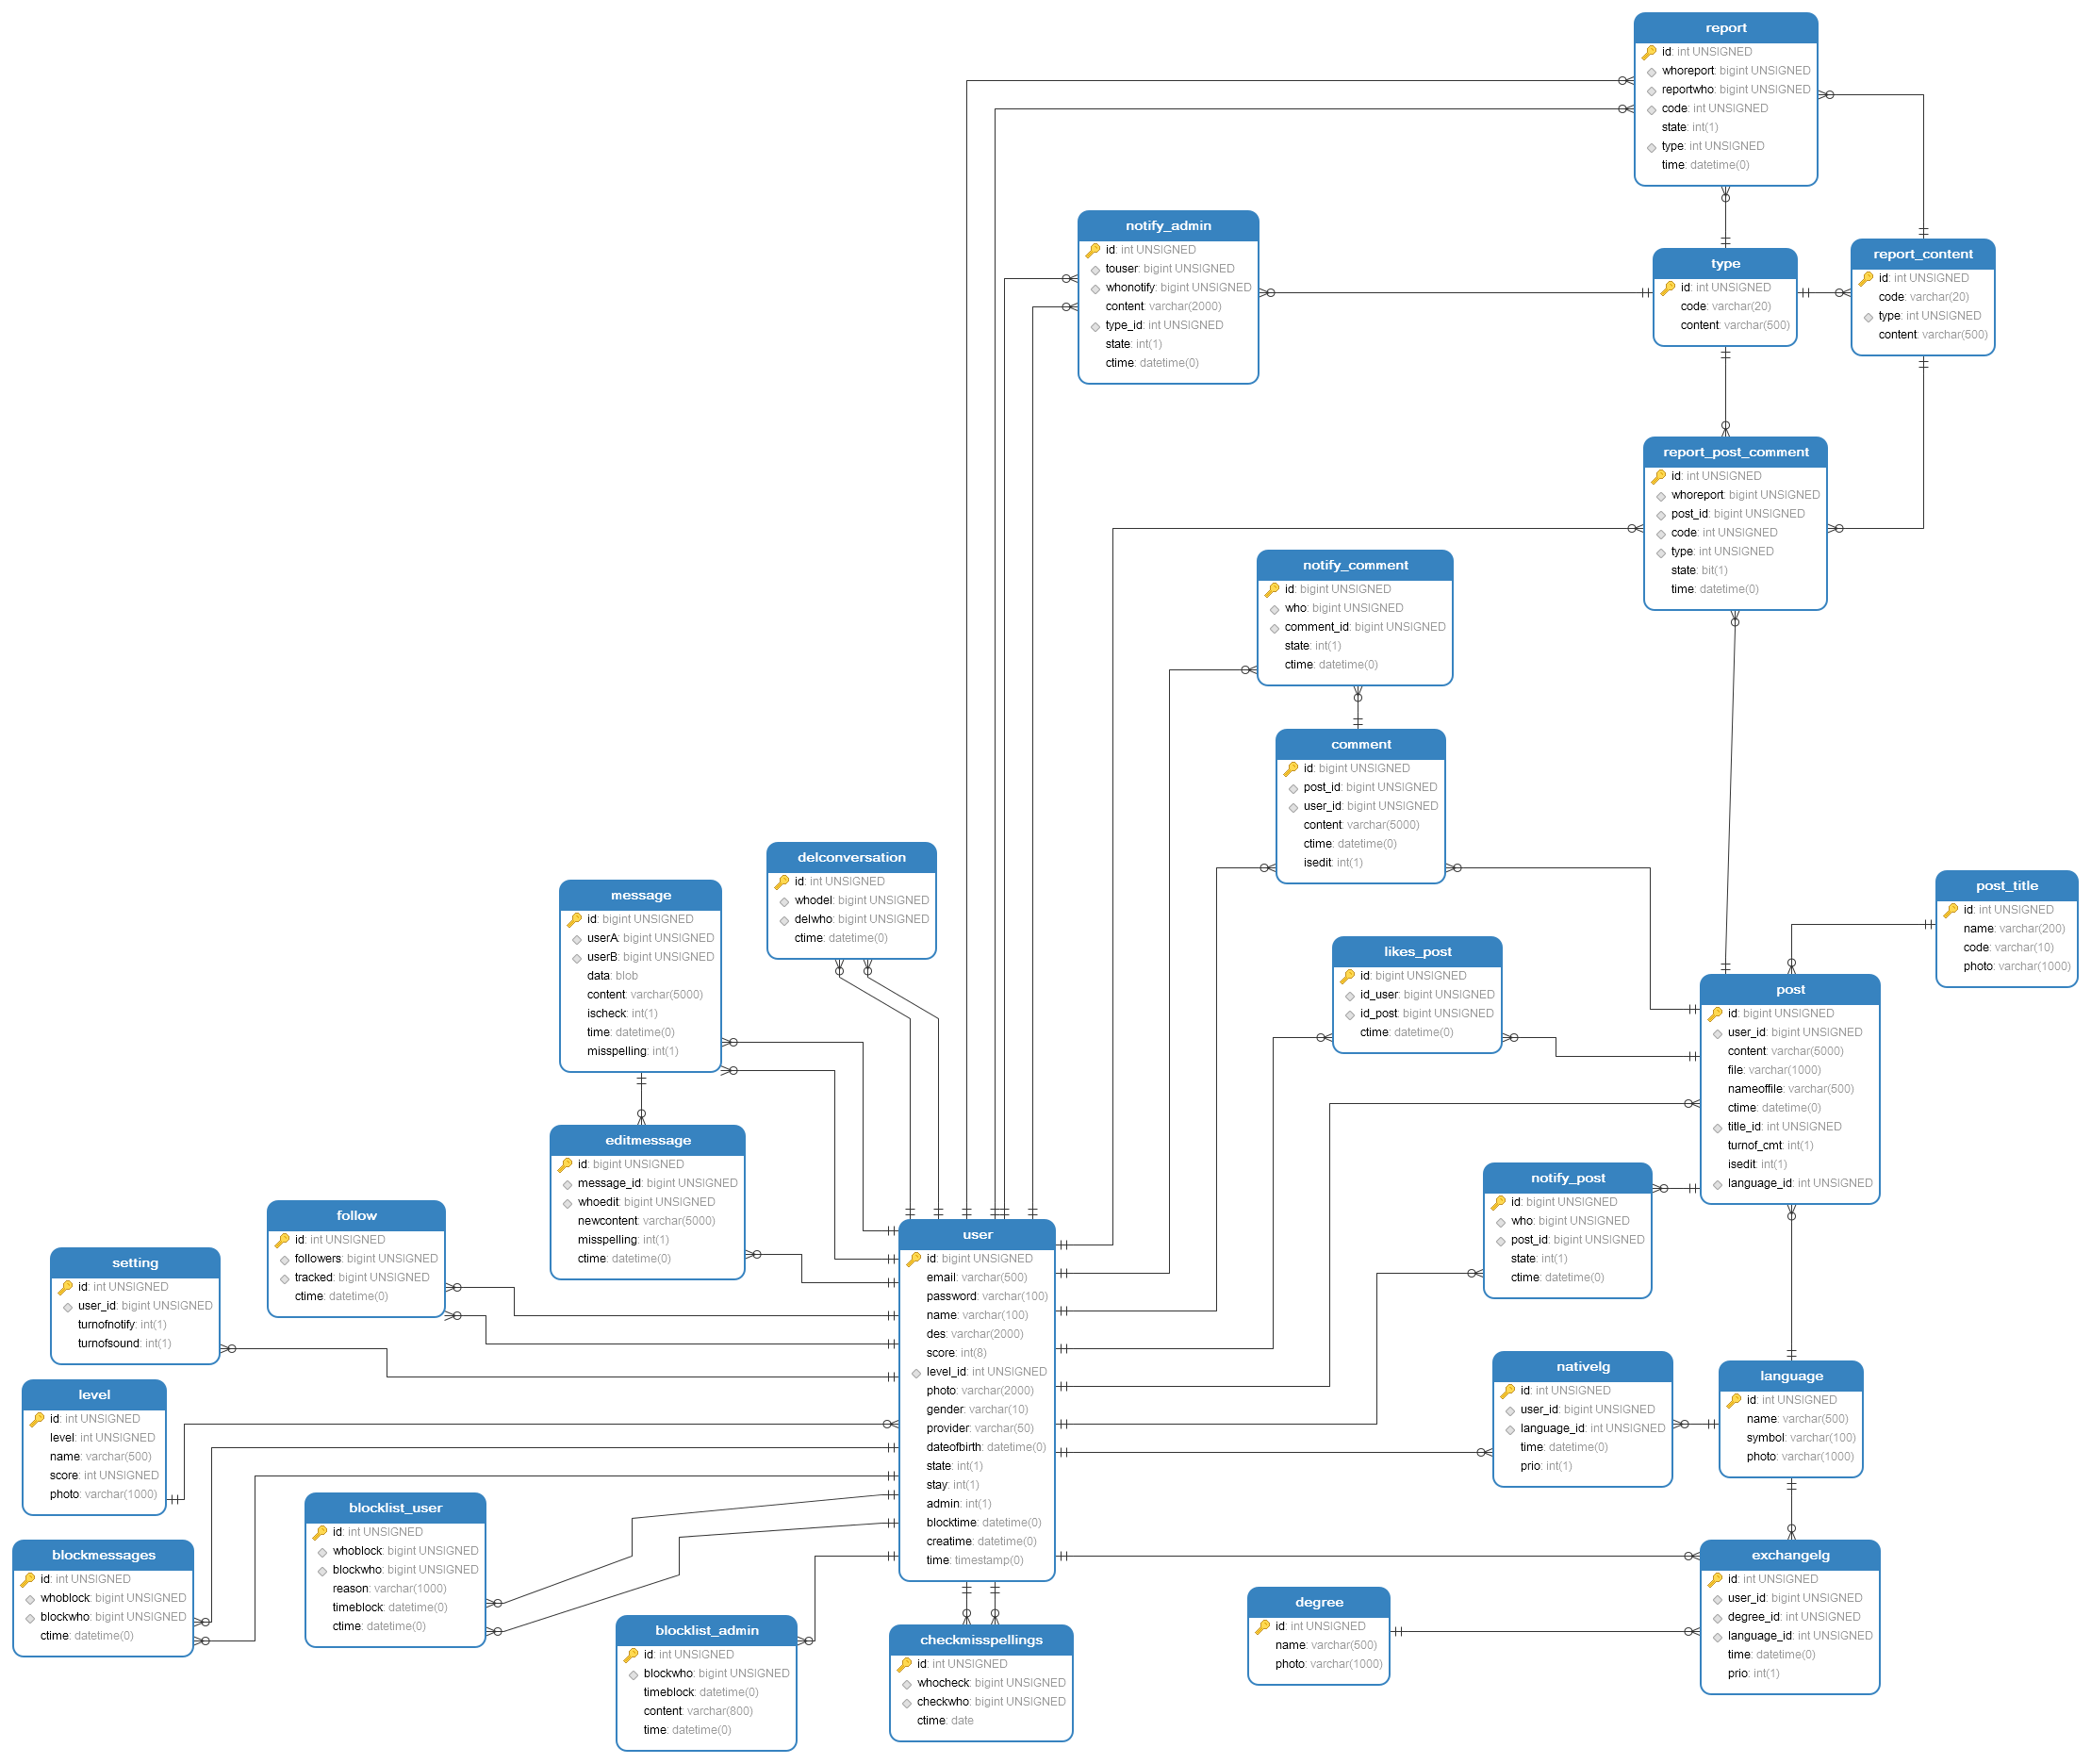 report
id: int UNSIGNED
whoreport: bigint UNSIGNED
reportwho: bigint UNSIGNED
code: int UNSIGNED
state: int(1)
type: int UNSIGNED
time: datetime(0)
notify_admin
id: int UNSIGNED
touser: bigint UNSIGNED
whonotify: bigint UNSIGNED
content: varchar(2000)
type_id: int UNSIGNED
state: int(1)
ctime: datetime(0)
type
id: int UNSIGNED
code: varchar(20)
content: varchar(500)
report_content
id: int UNSIGNED
code: varchar(20)
type: int UNSIGNED
content: varchar(500)
report_post_comment
id: int UNSIGNED
whoreport: bigint UNSIGNED
post_id: bigint UNSIGNED
code: int UNSIGNED
type: int UNSIGNED
state: bit(1)
time: datetime(0)
notify_comment
id: bigint UNSIGNED
who: bigint UNSIGNED
comment_id: bigint UNSIGNED
state: int(1)
ctime: datetime(0)
comment
id: bigint UNSIGNED
post_id: bigint UNSIGNED
user_id: bigint UNSIGNED
content: varchar(5000)
ctime: datetime(0)
isedit: int(1)
delconversation
id: int UNSIGNED
whodel: bigint UNSIGNED
delwho: bigint UNSIGNED
ctime: datetime(0)
message
id: bigint UNSIGNED
userA: bigint UNSIGNED
userB: bigint UNSIGNED
data: blob
content: varchar(5000)
ischeck: int(1)
time: datetime(0)
misspelling: int(1)
post_title
id: int UNSIGNED
name: varchar(200)
code: varchar(10)
photo: varchar(1000)
likes_post
id: bigint UNSIGNED
id_user: bigint UNSIGNED
id_post: bigint UNSIGNED
ctime: datetime(0)
post
id: bigint UNSIGNED
user_id: bigint UNSIGNED
content: varchar(5000)
file: varchar(1000)
nameoffile: varchar(500)
ctime: datetime(0)
title_id: int UNSIGNED
turnof_cmt: int(1)
isedit: int(1)
language_id: int UNSIGNED
editmessage
id: bigint UNSIGNED
message_id: bigint UNSIGNED
whoedit: bigint UNSIGNED
newcontent: varchar(5000)
misspelling: int(1)
ctime: datetime(0)
notify_post
id: bigint UNSIGNED
who: bigint UNSIGNED
post_id: bigint UNSIGNED
state: int(1)
ctime: datetime(0)
follow
id: int UNSIGNED
followers: bigint UNSIGNED
tracked: bigint UNSIGNED
ctime: datetime(0)
user
id: bigint UNSIGNED
email: varchar(500)
password: varchar(100)
name: varchar(100)
des: varchar(2000)
score: int(8)
level_id: int UNSIGNED
photo: varchar(2000)
gender: varchar(10)
provider: varchar(50)
dateofbirth: datetime(0)
state: int(1)
stay: int(1)
admin: int(1)
blocktime: datetime(0)
creatime: datetime(0)
time: timestamp(0)
setting
id: int UNSIGNED
user_id: bigint UNSIGNED
turnofnotify: int(1)
turnofsound: int(1)
nativelg
id: int UNSIGNED
user_id: bigint UNSIGNED
language_id: int UNSIGNED
time: datetime(0)
prio: int(1)
language
id: int UNSIGNED
name: varchar(500)
symbol: varchar(100)
photo: varchar(1000)
level
id: int UNSIGNED
level: int UNSIGNED
name: varchar(500)
score: int UNSIGNED
photo: varchar(1000)
blocklist_user
id: int UNSIGNED
whoblock: bigint UNSIGNED
blockwho: bigint UNSIGNED
reason: varchar(1000)
timeblock: datetime(0)
ctime: datetime(0)
blockmessages
id: int UNSIGNED
whoblock: bigint UNSIGNED
blockwho: bigint UNSIGNED
ctime: datetime(0)
exchangelg
id: int UNSIGNED
user_id: bigint UNSIGNED
degree_id: int UNSIGNED
language_id: int UNSIGNED
time: datetime(0)
prio: int(1)
degree
id: int UNSIGNED
name: varchar(500)
photo: varchar(1000)
blocklist_admin
id: int UNSIGNED
blockwho: bigint UNSIGNED
timeblock: datetime(0)
content: varchar(800)
time: datetime(0)
checkmisspellings
id: int UNSIGNED
whocheck: bigint UNSIGNED
checkwho: bigint UNSIGNED
ctime: date